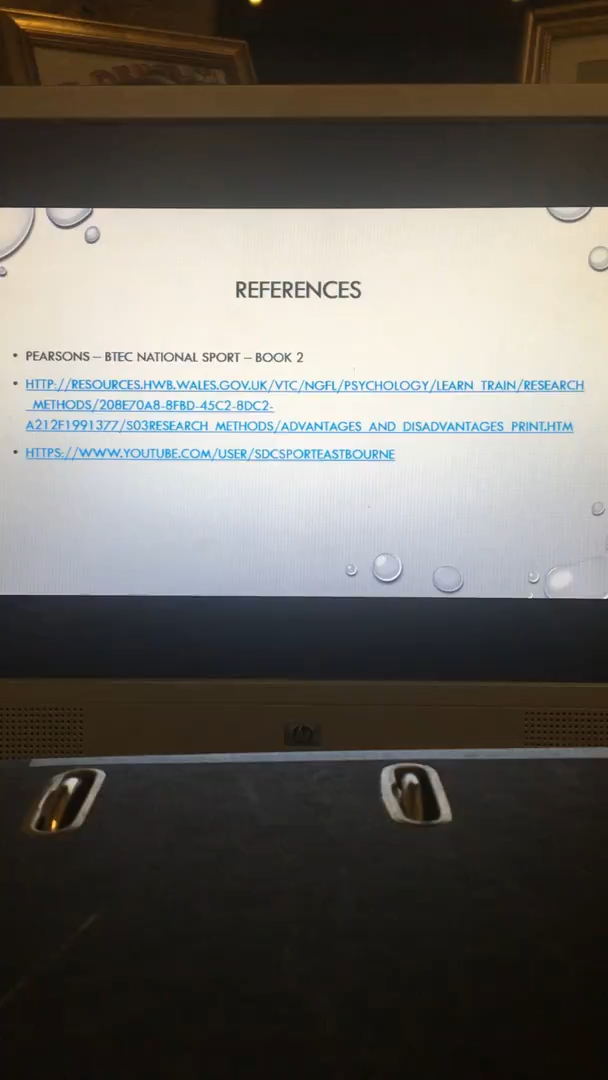 REFERENCES
• PEARSONS – BTEC NATIONAL SPORT – BOOK 2
• HTTP://RESOURCES.HWB.WALES.GOV.UK/VTC/NGFL/PSYCHOLOGY/LEARN_TRAIN/RESEARCH
_METHODS/208E70A8-8FBD-45C2-8DC2-
A212F1991377/S03RESEARCH_METHODS/ADVANTAGES_AND_DISADVANTAGES_PRINT.HTM
• HTTPS://WWW.YOUTUBE.COM/USER/SDCSPORTEASTBOURNE
hp